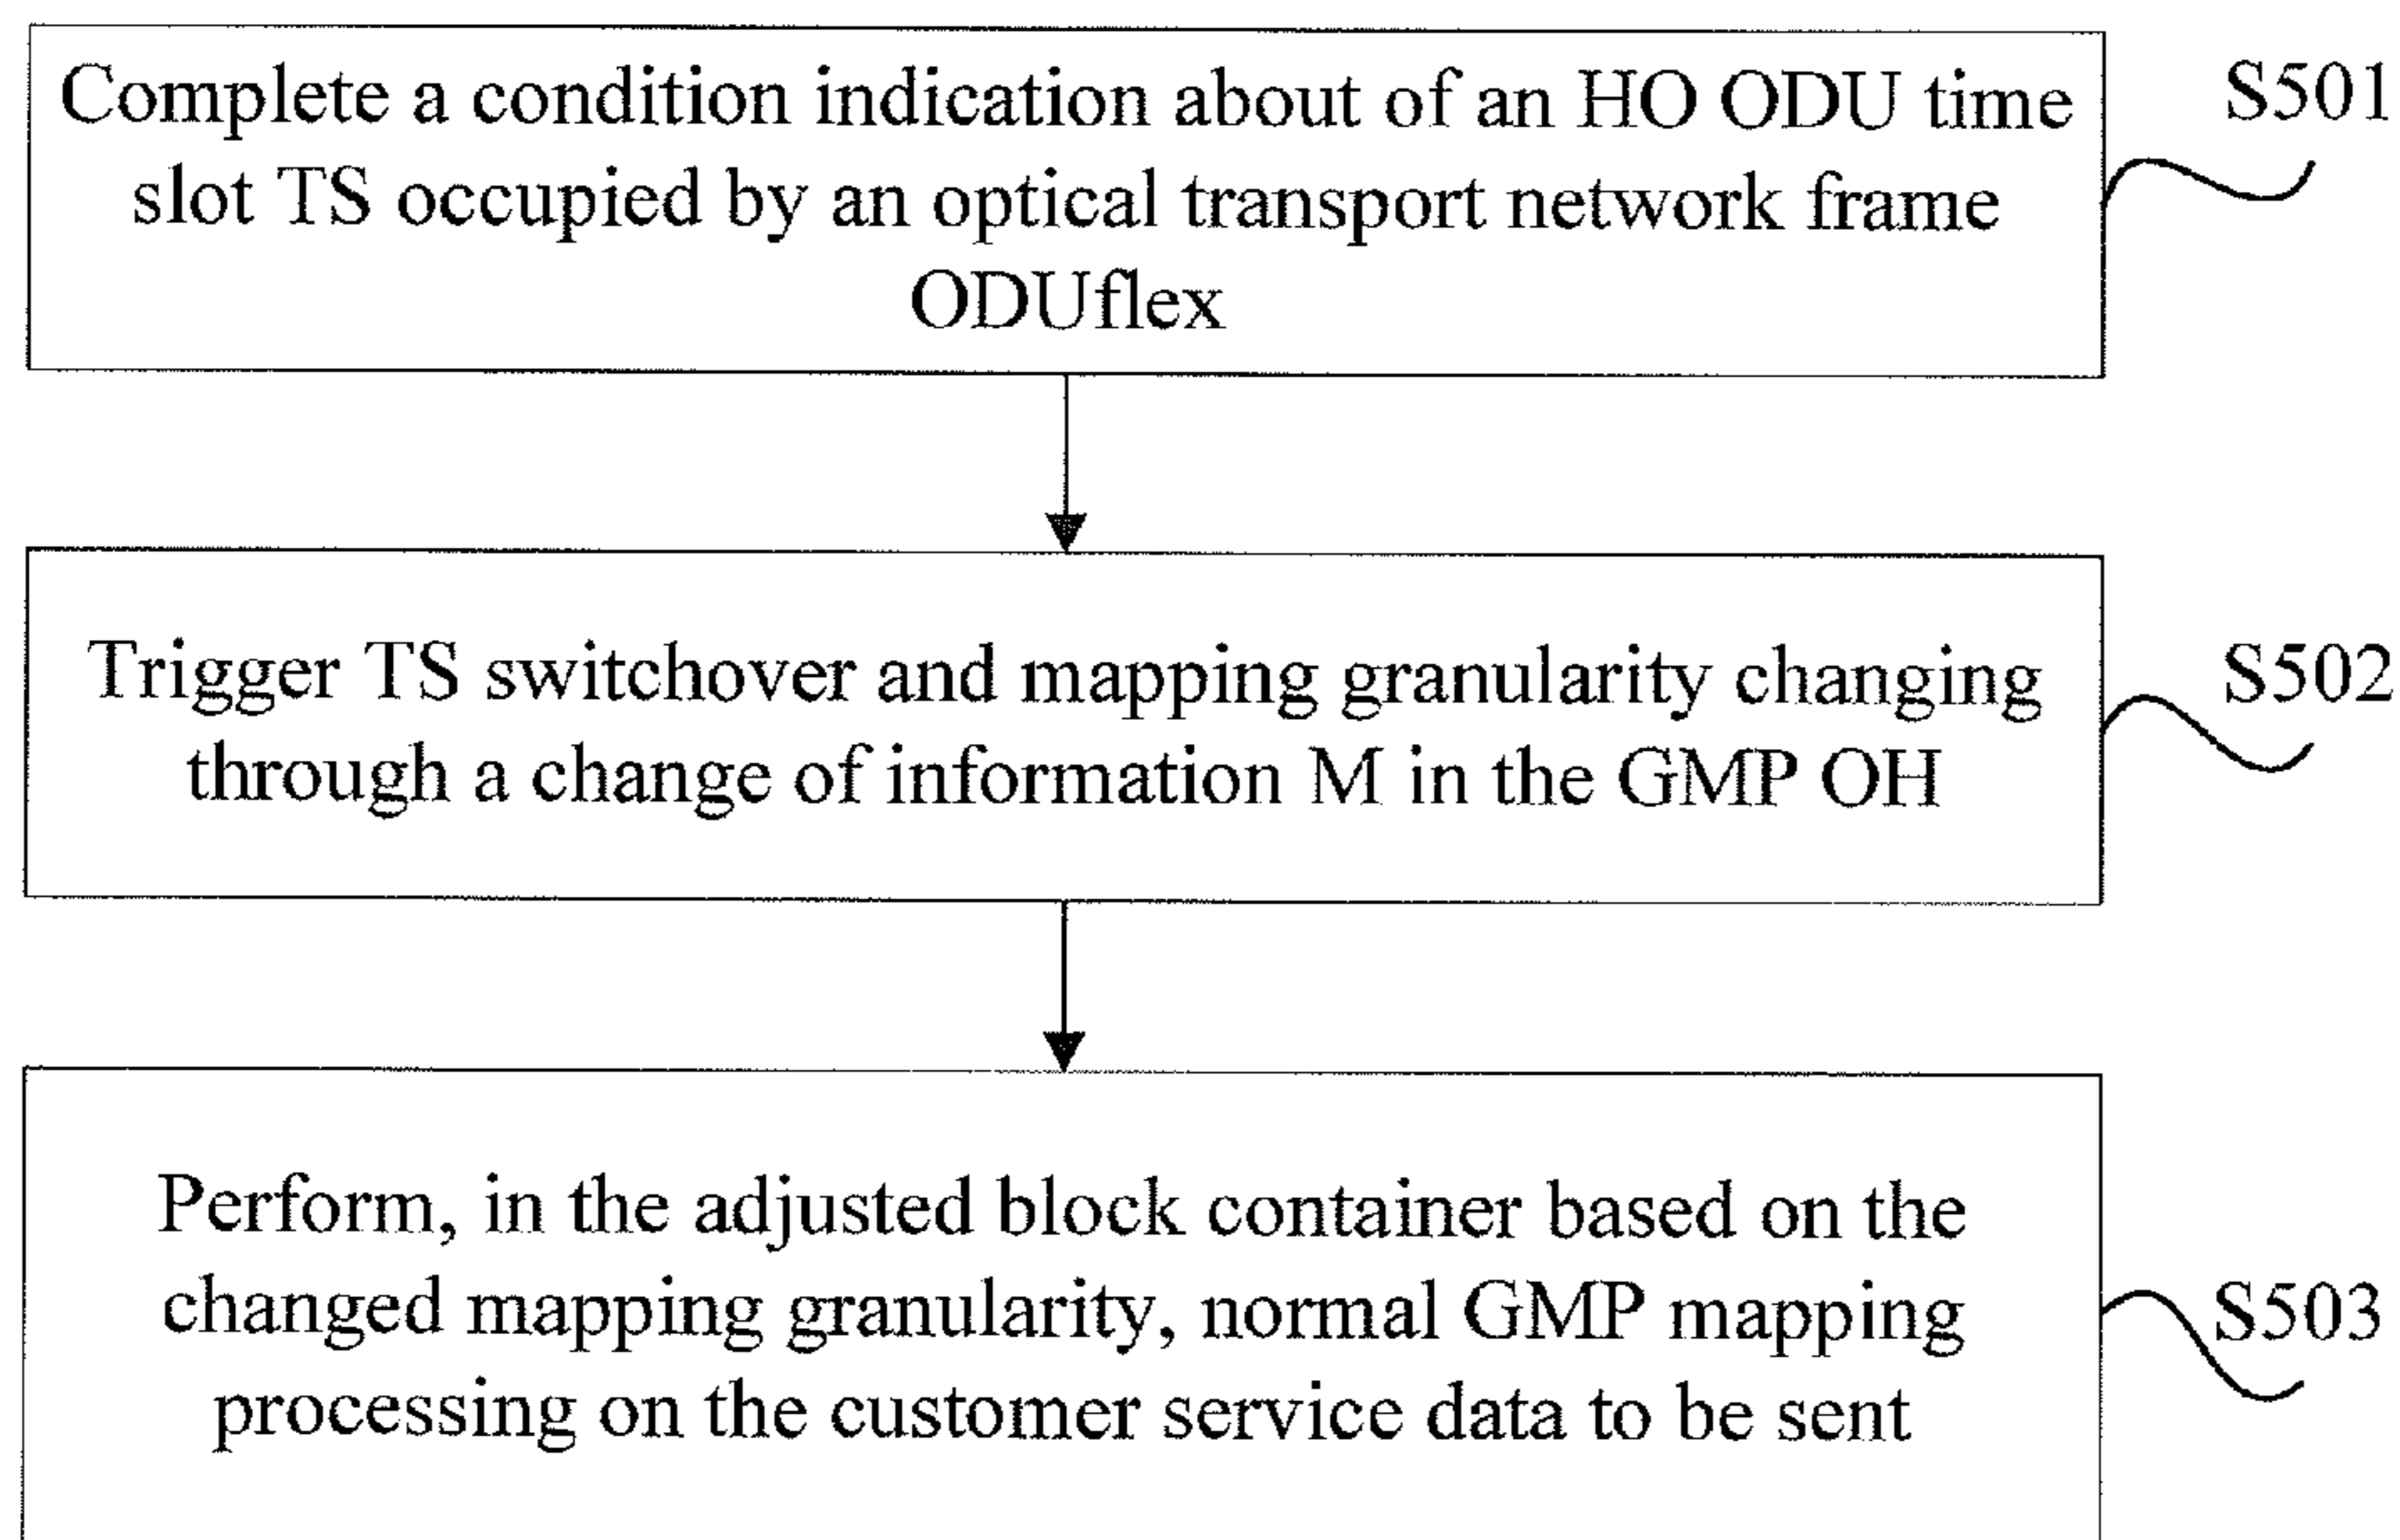 Complete a condition indication about of an HO ODU time
slot TS occupied by an optical transport network frame
ODUflex
S501
Trigger TS switchover and mapping granularity changing
through a change of information M in the GMP OH
S502
Perform, in the adjusted block container based on the
changed mapping granularity, normal GMP mapping
processing on the customer service data to be sent
S503